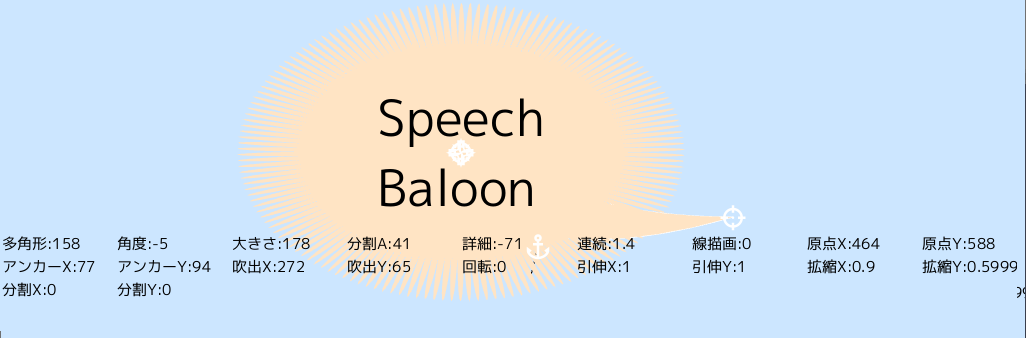 Speech
Baloon
多角形:158 角度:-5 大きさ:178 分割A:41 詳細:-71 連続:1.4 線描画:0 原点X:464 原点Y:588
アンカーX:77 アンカーY:94 吹出X:272 吹出Y:65 回転:0 引伸X:1 引伸Y:1 拡縮X:0.9 拡縮Y:0.5999
分割X:0 分割Y:0